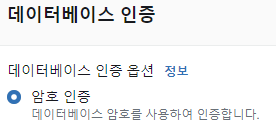 데이터베이스 인증
데이터베이스 인증 옵션 정보
암호 인증
데이터베이스 암호를 사용하여 인증합니다.